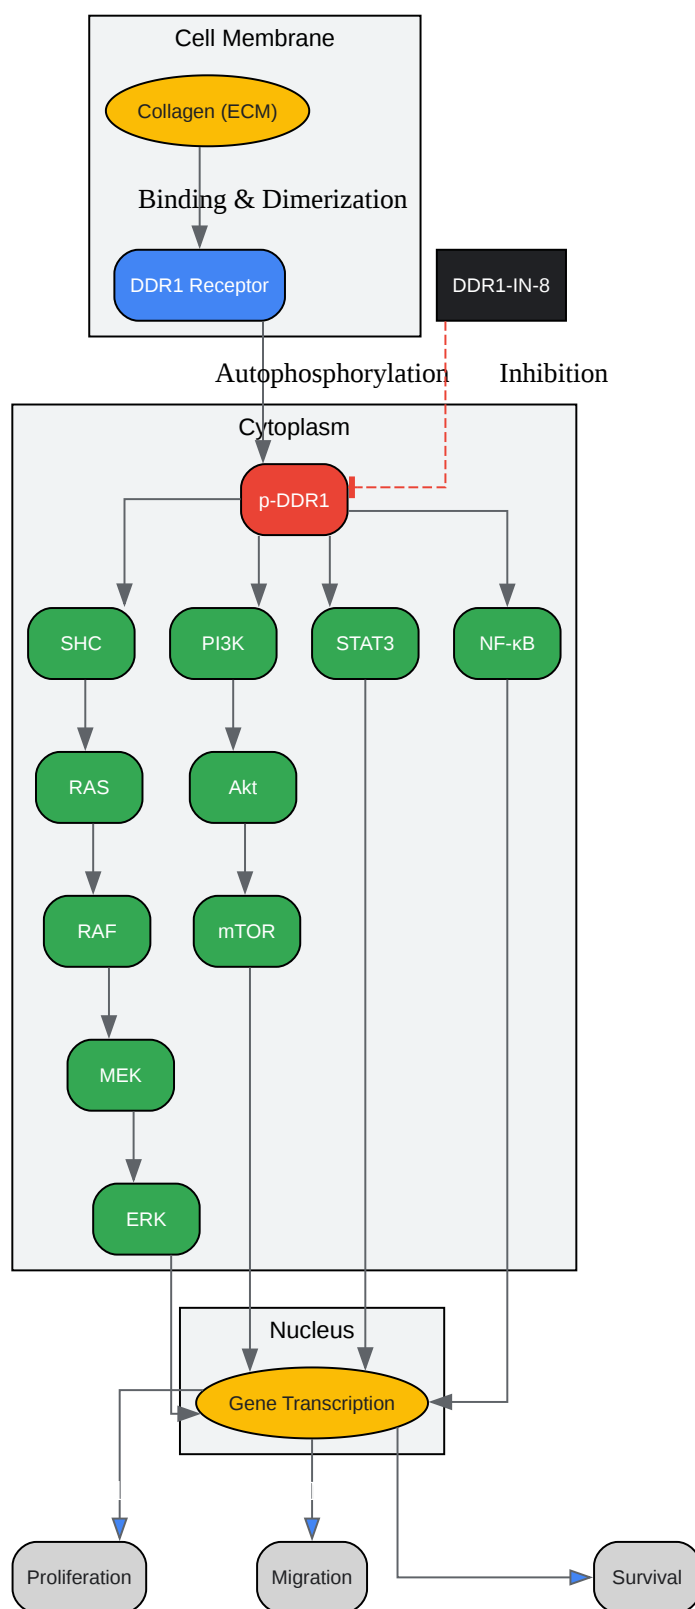 Cell Membrane
Collagen (ECM)
Binding & Dimerization
DDR1 Receptor
DDR1-IN-8
Autophosphorylation
Inhibition
Cytoplasm
p-DDR1
SHC
PI3K
STAT3
NF-κB
RAS
Akt
RAF
mTOR
MEK
ERK
Nucleus
Gene Transcription
Proliferation
Migration
Survival